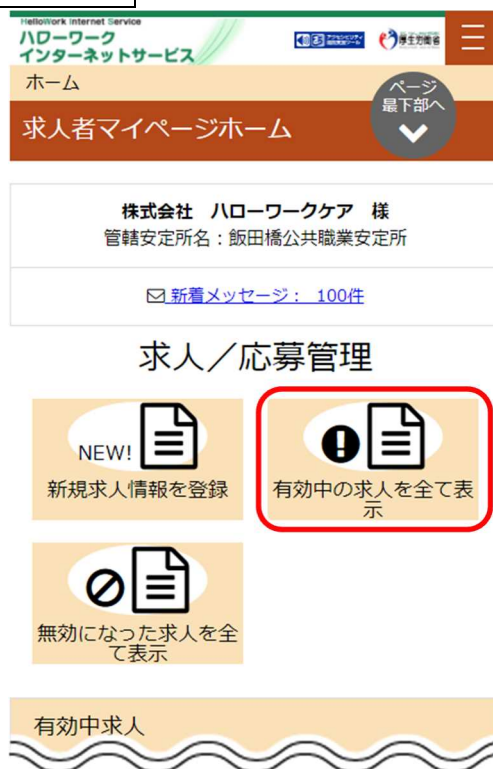 HelloWork Internet Service
ハローワーク
インターネットサービス
厚生労働省
ホーム
ページ
最下部へ
求人者マイページホーム
株式会社 ハローワークケア 様
管轄安定所名：飯田橋公共職業安定所
新着メッセージ： 100件
求人／応募管理
NEW!
新規求人情報を登録
有効中の求人を全て表
示
無効になった求人を全
て表示
有効中求人